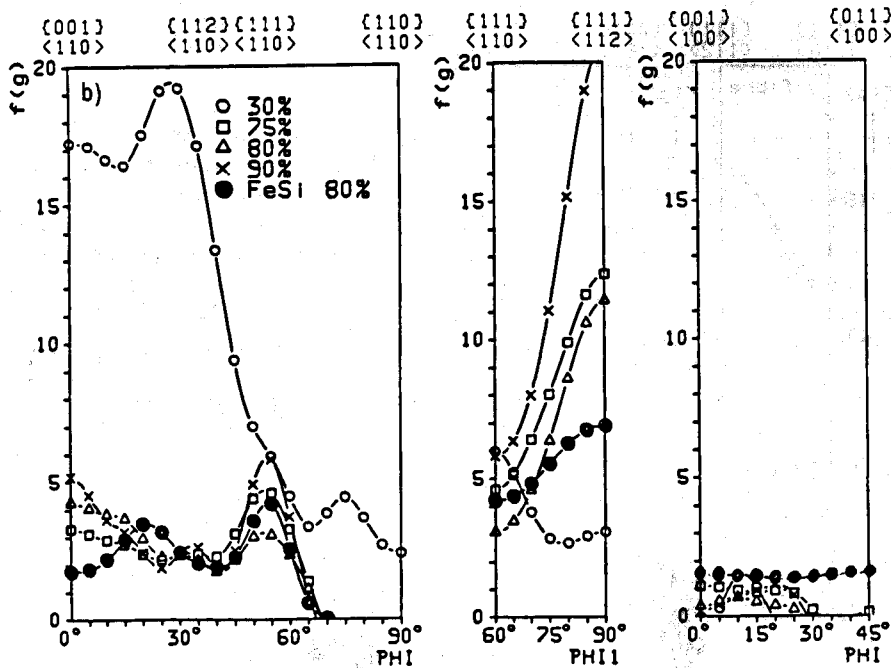 {001} {112} {111} {110}
<110> <110> <110> <110>
f(g)
20
15
10
5
0
b)
30%
75%
80%
90%
FeSi 80%
0° 30° 60° 90°
PHI
{111} {111}
<110> <112>
f(g)
20
15
10
5
0
60° 75° 90°
PHI1
{001} {011}
<100> <100>
f(g)
20
15
10
5
0
0° 15° 30° 45°
PHI